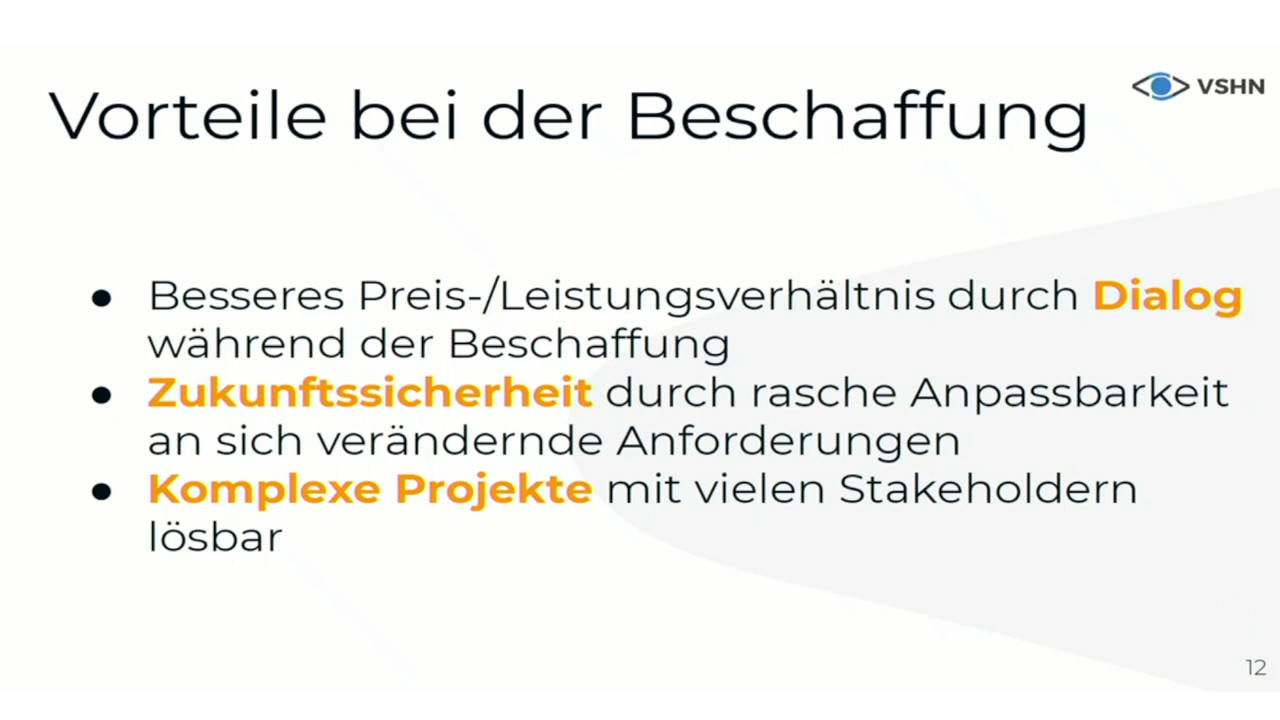 Vorteile bei der Beschaffung
VSHN
● Besseres Preis-/Leistungsverhältnis durch Dialog
während der Beschaffung
● Zukunftssicherheit durch rasche Anpassbarkeit
an sich verändernde Anforderungen
● Komplexe Projekte mit vielen Stakeholdern
lösbar
12